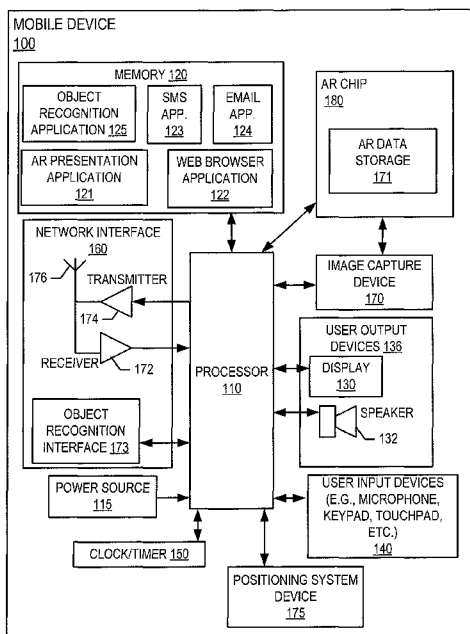 MOBILE DEVICE
100
MEMORY 120
OBJECT
RECOGNITION
APPLICATION
125
SMS
APP.
123
EMAIL
APP.
124
AR PRESENTATION
APPLICATION
121
WEB BROWSER
APPLICATION
122
AR CHIP
180
AR DATA
STORAGE
171
NETWORK INTERFACE
160
176
TRANSMITTER
174
RECEIVER
172
OBJECT
RECOGNITION
INTERFACE 173
PROCESSOR
110
IMAGE CAPTURE
DEVICE
170
USER OUTPUT
DEVICES 136
DISPLAY
130
SPEAKER
132
POWER SOURCE
115
USER INPUT DEVICES
(E.G., MICROPHONE,
KEYPAD, TOUCHPAD,
ETC.)
140
CLOCK/TIMER 150
POSITIONING SYSTEM
DEVICE
175